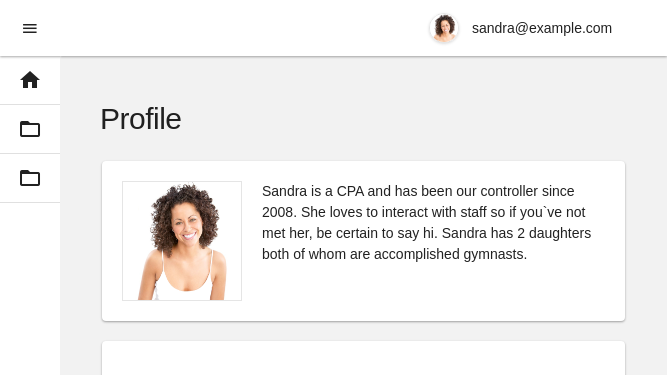 sandra@example.com
Profile
Sandra is a CPA and has been our controller since
2008. She loves to interact with staff so if you`ve not
met her, be certain to say hi. Sandra has 2 daughters
both of whom are accomplished gymnasts.